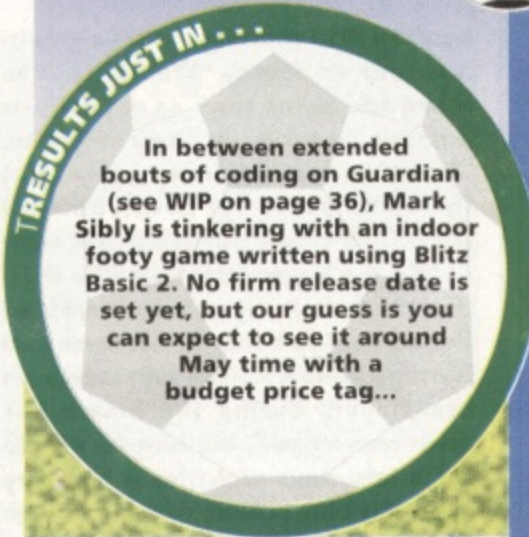 RESULTS JUST IN . . .
In between extended
bouts of coding on Guardian
(see WIP on page 36), Mark
Sibly is tinkering with an indoor
footy game written using Blitz
Basic 2. No firm release date is
set yet, but our guess is you
can expect to see it around
May time with a
budget price tag...